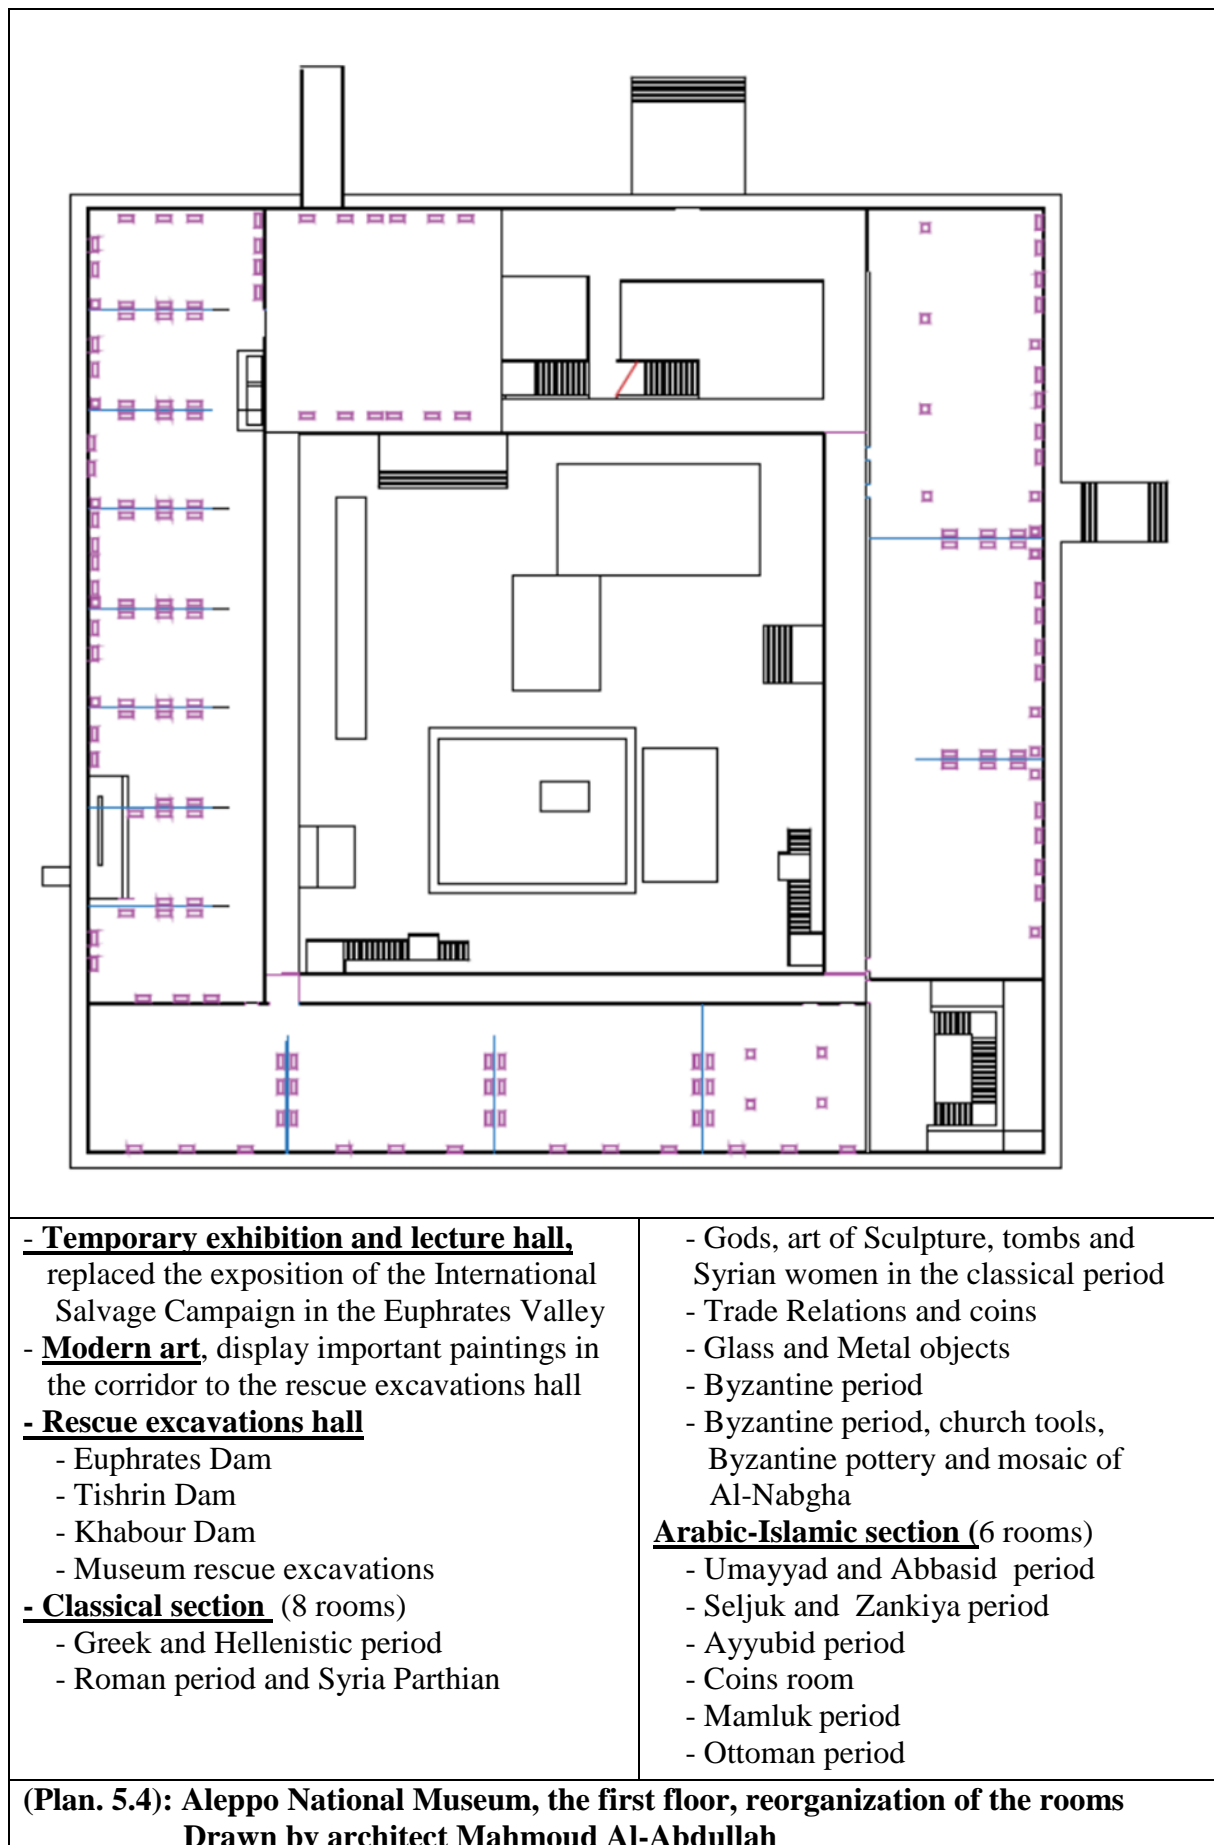 - Temporary exhibition and lecture hall,
replaced the exposition of the International
Salvage Campaign in the Euphrates Valley
- Modern art, display important paintings in
the corridor to the rescue excavations hall
- Rescue excavations hall
- Euphrates Dam
- Tishrin Dam
- Khabour Dam
- Museum rescue excavations
- Classical section (8 rooms)
- Greek and Hellenistic period
- Roman period and Syria Parthian
- Gods, art of Sculpture, tombs and
Syrian women in the classical period
- Trade Relations and coins
- Glass and Metal objects
- Byzantine period
- Byzantine period, church tools,
Byzantine pottery and mosaic of
Al-Nabgha
Arabic-Islamic section (6 rooms)
- Umayyad and Abbasid period
- Seljuk and Zankiya period
- Ayyubid period
- Coins room
- Mamluk period
- Ottoman period
(Plan. 5.4): Aleppo National Museum, the first floor, reorganization of the rooms
Drawn by architect Mahmoud Al-Abdullah